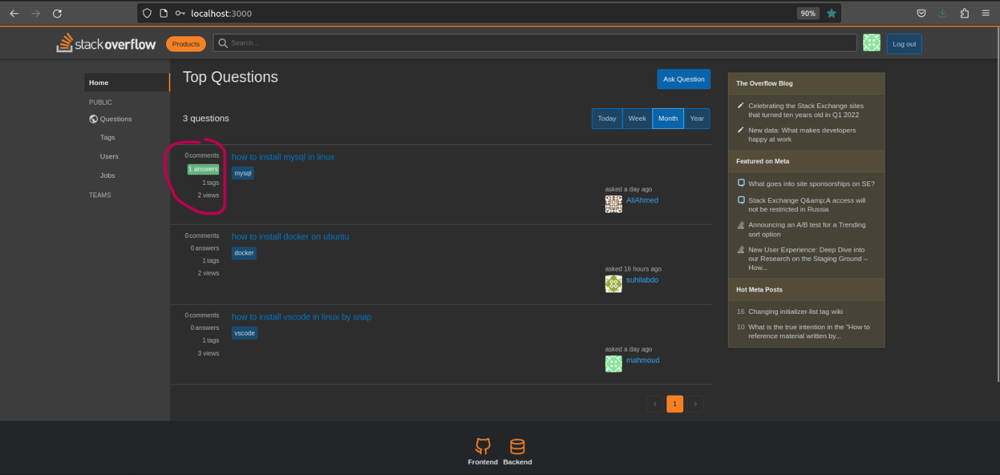 localhost:3000
90%
stackoverflow
Products
Search...
Log out
Home
PUBLIC
Questions
Tags
Users
Jobs
TEAMS
Top Questions
Ask Question
3 questions
Today
Week
Month
Year
0 comments
1 answers
1 tags
2 views
how to install mysql in linux
mysql
asked a day ago
AliAhmed
0 comments
0 answers
1 tags
2 views
how to install docker on ubuntu
docker
asked 16 hours ago
suhilabdo
0 comments
0 answers
1 tags
3 views
how to install vscode in linux by snap
vscode
asked a day ago
mahmoud
1
The Overflow Blog
Celebrating the Stack Exchange sites
that turned ten years old in Q1 2022
New data: What makes developers
happy at work
Featured on Meta
What goes into site sponsorships on SE?
Stack Exchange Q&amp;A access will
not be restricted in Russia
Announcing an A/B test for a Trending
sort option
New User Experience: Deep Dive into
our Research on the Staging Ground –
How...
Hot Meta Posts
16 Changing initializer-list tag wiki
10 What is the true intention in the "How to
reference material written by...
Frontend
Backend